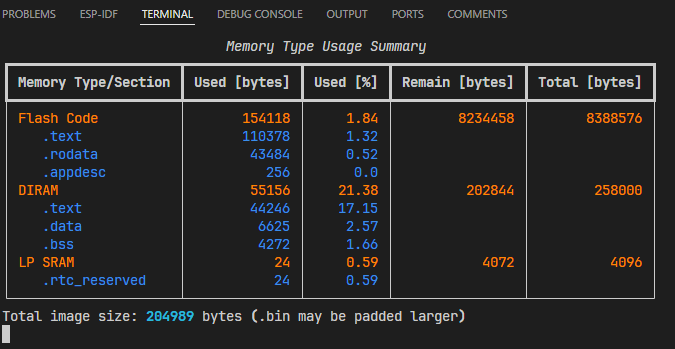 PROBLEMS ESP-IDF TERMINAL DEBUG CONSOLE OUTPUT PORTS COMMENTS
Memory Type Usage Summary
Memory Type/Section Used [bytes] Used [%] Remain [bytes] Total [bytes]
Flash Code 154118 1.84 8234458 8388576
.text 110378 1.32
.rodata 43484 0.52
.appdesc 256 0.0
DIRAM 55156 21.38 202844 258000
.text 44246 17.15
.data 6625 2.57
.bss 4272 1.66
LP SRAM 24 0.59 4072 4096
.rtc_reserved 24 0.59
Total image size: 204989 bytes (.bin may be padded larger)